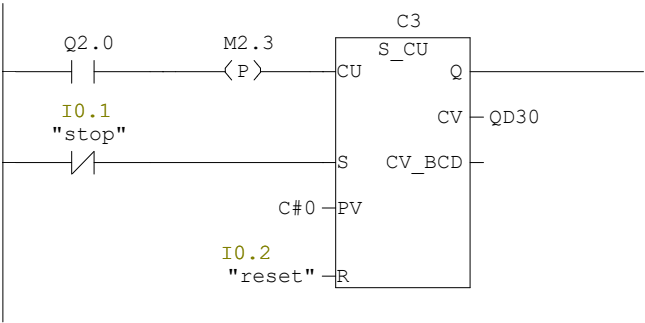 C3
Q2.0
M2.3
S_CU
P
CU
Q
I0.1
"stop"
CV
QD30
S
CV_BCD
C#0
PV
I0.2
"reset"
R